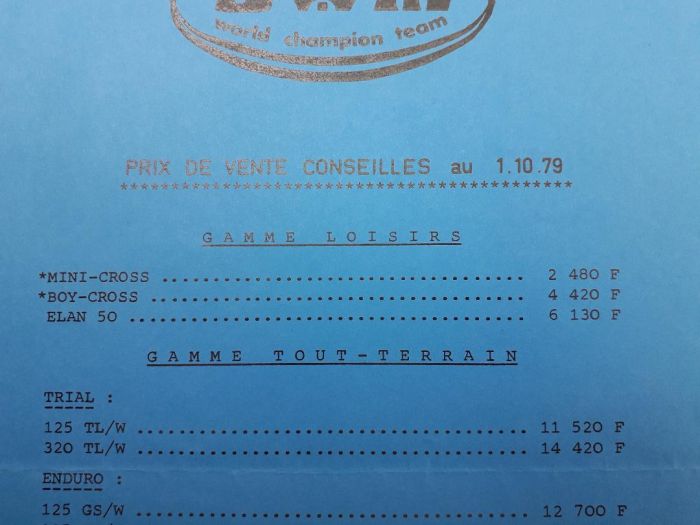 world champion team
PRIX DE VENTE CONSEILLES au 1.10.79
*******************************************
GAMME LOISIRS
*MINI-CROSS .................................... 2 480 F
*BOY-CROSS ..................................... 4 420 F
ELAN 50 ....................................... 6 130 F
GAMME TOUT-TERRAIN
TRIAL :
125 TL/W ...................................... 11 520 F
320 TL/W ...................................... 14 420 F
ENDURO :
125 GS/W ...................................... 12 700 F